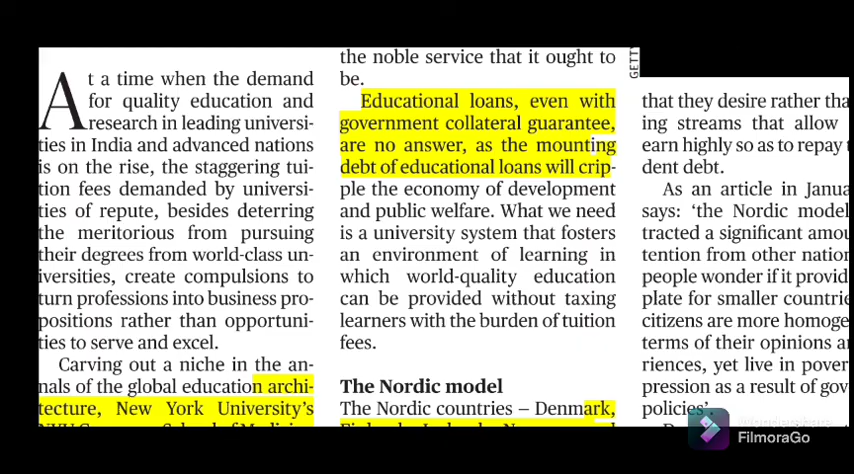 At a time when the demand
for quality education and
research in leading universi-
ties in India and advanced nations
is on the rise, the staggering tui-
tion fees demanded by universi-
ties of repute, besides deterring
the meritorious from pursuing
their degrees from world-class un-
iversities, create compulsions to
turn professions into business pro-
positions rather than opportuni-
ties to serve and excel.
Carving out a niche in the an-
nals of the global education archi-
tecture, New York University's
the noble service that it ought to
be.
Educational loans, even with
government collateral guarantee,
are no answer, as the mounting
debt of educational loans will crip-
ple the economy of development
and public welfare. What we need
is a university system that fosters
an environment of learning in
which world-quality education
can be provided without taxing
learners with the burden of tuition
fees.
The Nordic model
The Nordic countries – Denmark,
GETTY
that they desire rather tha
ing streams that allow
earn highly so as to repay
dent debt.
As an article in Janua
says: 'the Nordic model
tracted a significant amou
tention from other nation
people wonder if it provid
plate for smaller countrie
citizens are more homoge
terms of their opinions an
riences, yet live in pover
pression as a result of gov
policies'.
Wondershare
FilmoraGo